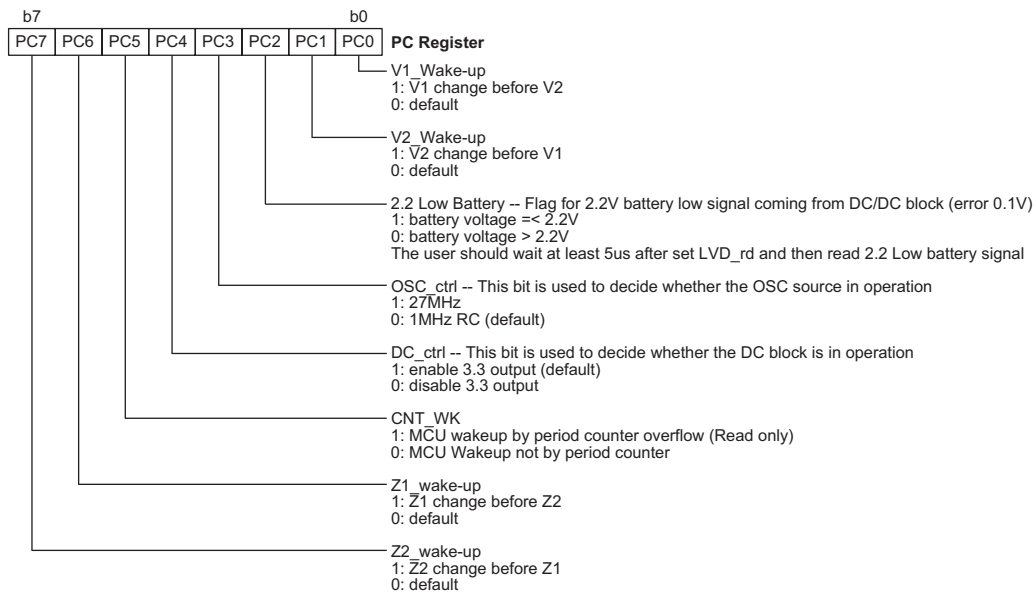 b7 b0
PC7 PC6 PC5 PC4 PC3 PC2 PC1 PC0 PC Register
V1_Wake-up
1: V1 change before V2
0: default
V2_Wake-up
1: V2 change before V1
0: default
2.2 Low Battery -- Flag for 2.2V battery low signal coming from DC/DC block (error 0.1V)
1: battery voltage =< 2.2V
0: battery voltage > 2.2V
The user should wait at least 5us after set LVD_rd and then read 2.2 Low battery signal
OSC_ctrl -- This bit is used to decide whether the OSC source in operation
1: 27MHz
0: 1MHz RC (default)
DC_ctrl -- This bit is used to decide whether the DC block is in operation
1: enable 3.3 output (default)
0: disable 3.3 output
CNT_WK
1: MCU wakeup by period counter overflow (Read only)
0: MCU Wakeup not by period counter
Z1_wake-up
1: Z1 change before Z2
0: default
Z2_wake-up
1: Z2 change before Z1
0: default